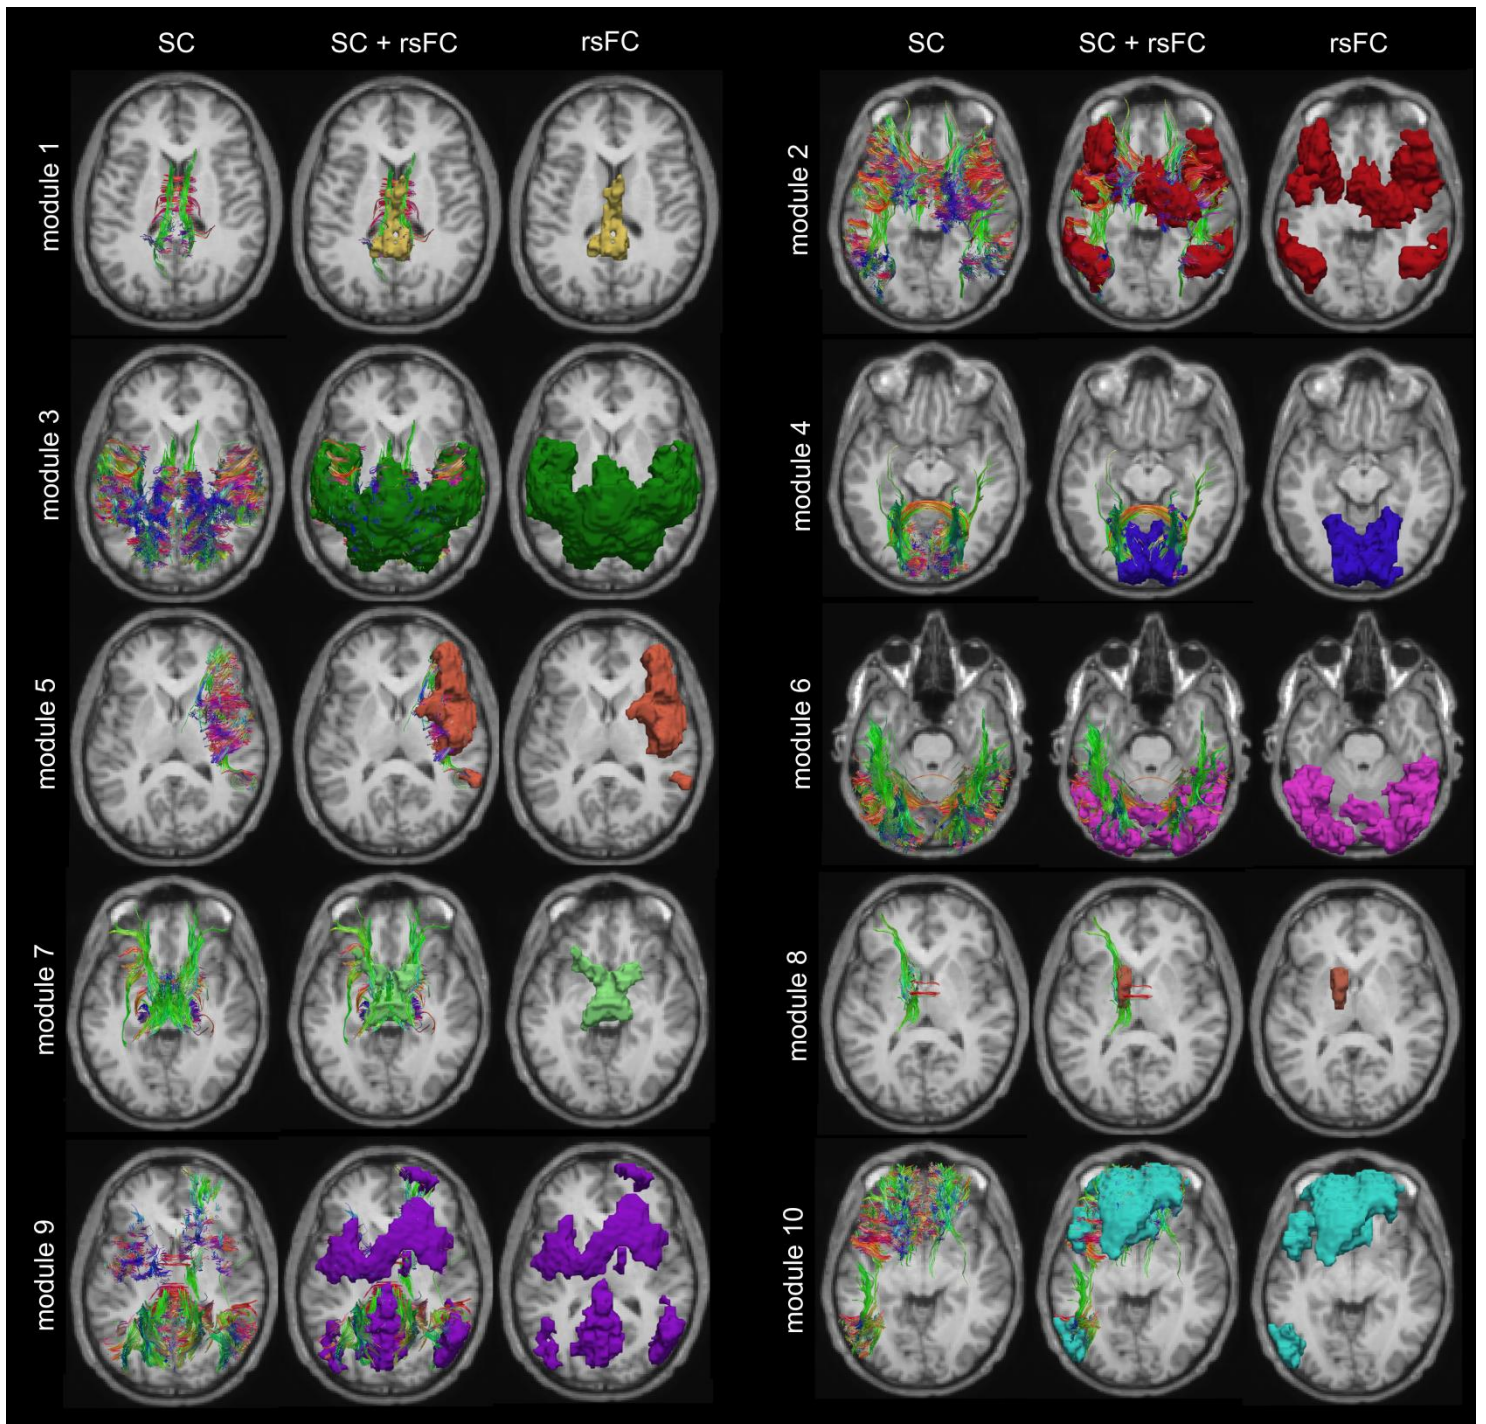 SC SC + rsFC rsFC SC SC + rsFC rsFC
module 1
module 2
module 3
module 4
module 5
module 6
module 7
module 8
module 9
module 10